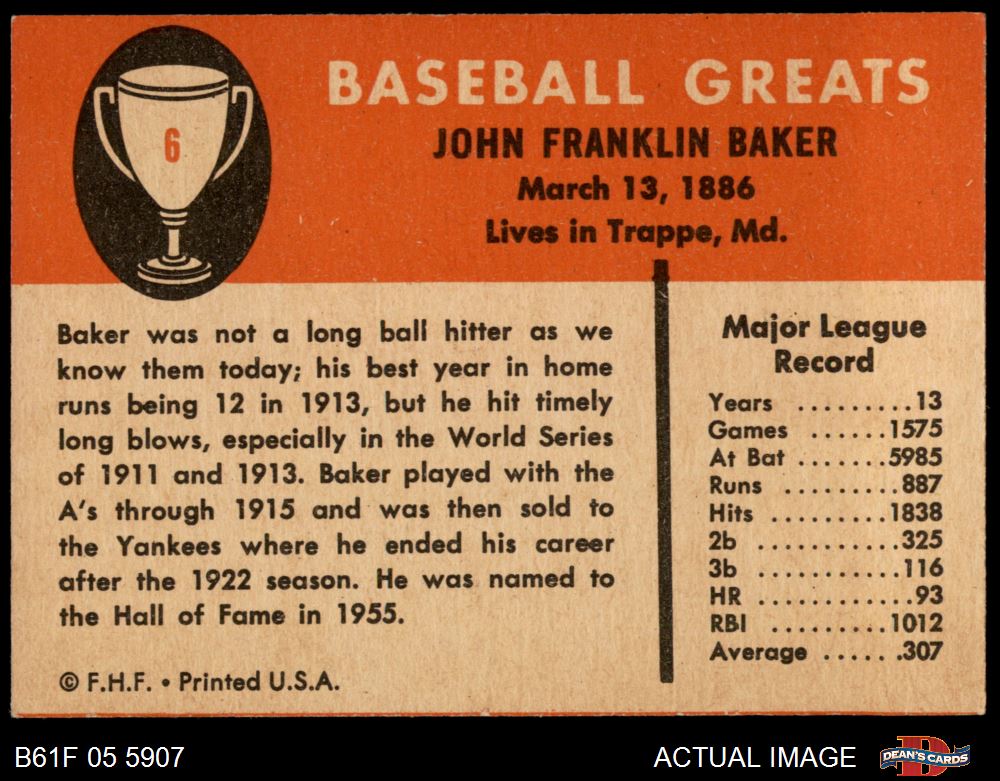 6
BASEBALL GREATS
JOHN FRANKLIN BAKER
March 13, 1886
Lives in Trappe, Md.
Baker was not a long ball hitter as we
know them today; his best year in home
runs being 12 in 1913, but he hit timely
long blows, especially in the World Series
of 1911 and 1913. Baker played with the
A's through 1915 and was then sold to
the Yankees where he ended his career
after the 1922 season. He was named to
the Hall of Fame in 1955.
© F.H.F. • Printed U.S.A.
Major League
Record
Years .........13
Games ......1575
At Bat .......5985
Runs .........887
Hits .........1838
2b ...........325
3b ...........116
HR ............93
RBI .........1012
Average ......307
B61F 05 5907
ACTUAL IMAGE
D
DEAN'S CARDS